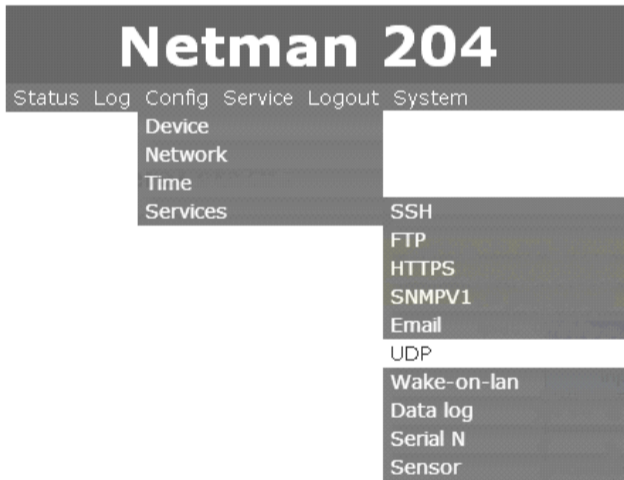 Netman 204
Status Log Config Service Logout System
Device
Network
Time
Services
SSH
FTP
HTTPS
SNMPV1
Email
UDP
Wake-on-lan
Data log
Serial N
Sensor